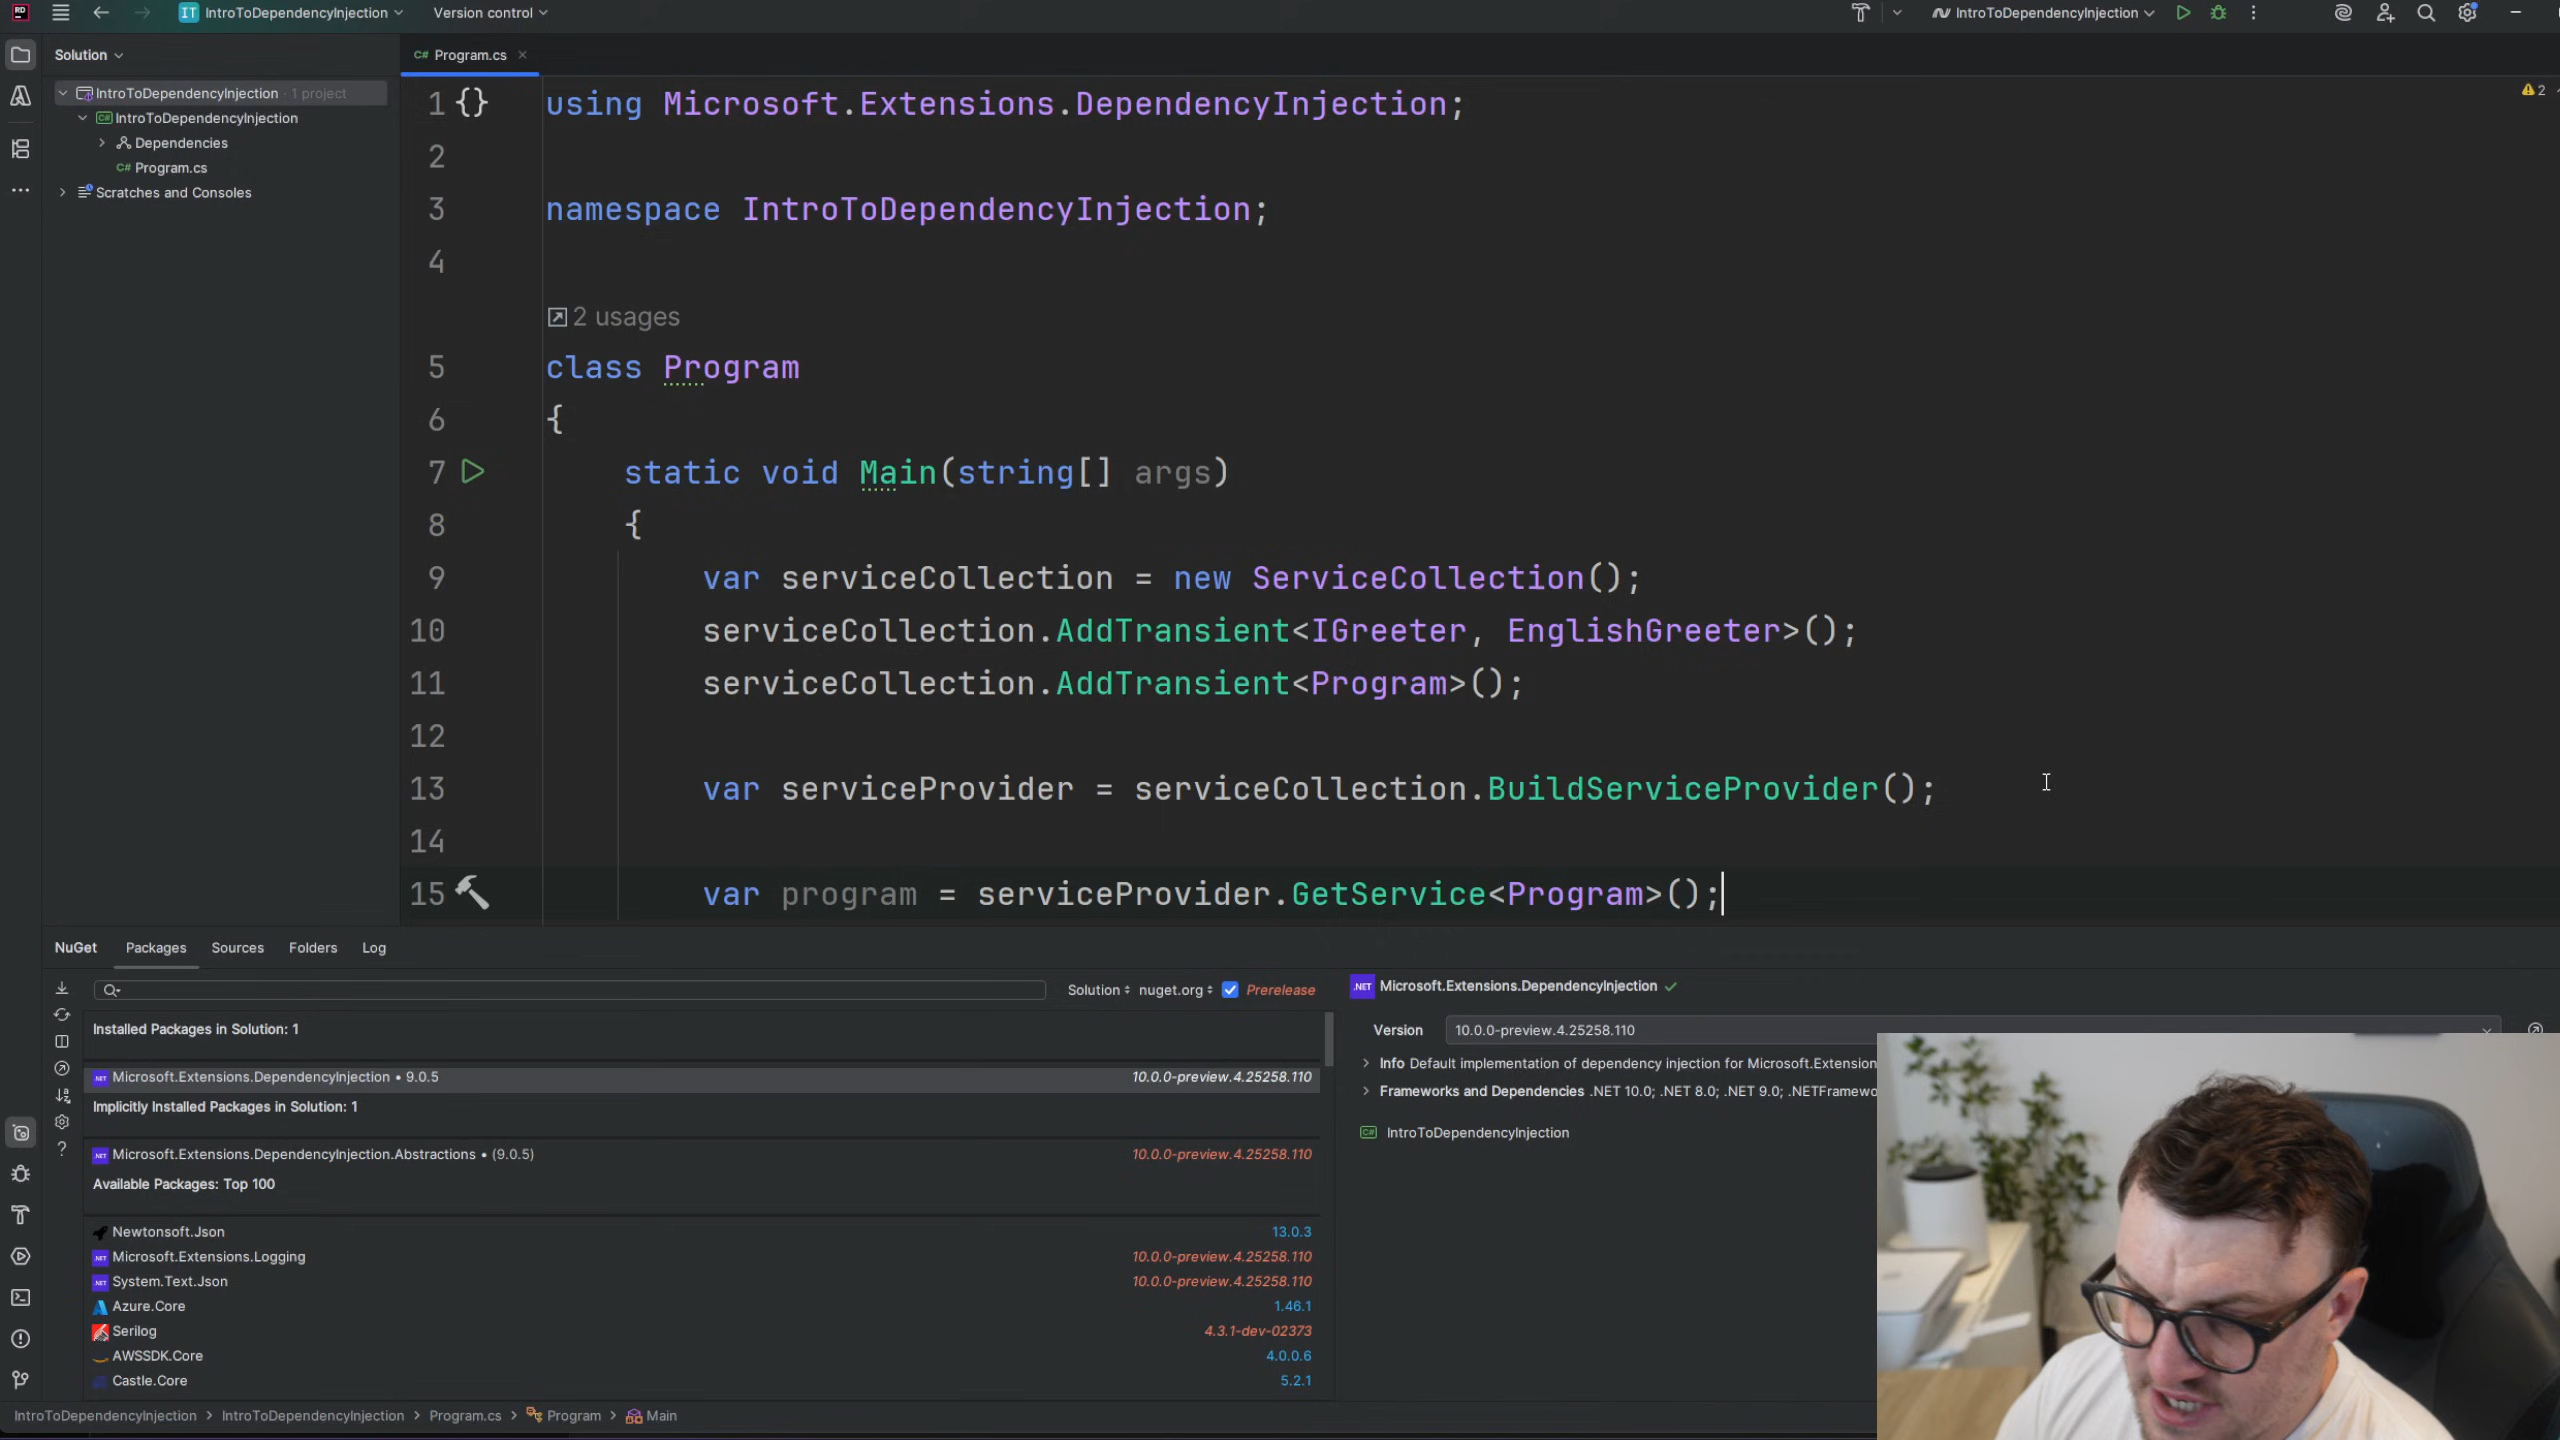 IT IntroToDependencyInjection Version control IntroToDependencyInjection
Solution
Program.cs
IntroToDependencyInjection · 1 project
IntroToDependencyInjection
Dependencies
C# Program.cs
Scratches and Consoles
C# Program.cs
2
1 {} using Microsoft.Extensions.DependencyInjection;
2
3 namespace IntroToDependencyInjection;
4
2 usages
5 class Program
6 {
7 static void Main(string[] args)
8 {
9 var serviceCollection = new ServiceCollection();
10 serviceCollection.AddTransient<IGreeter, EnglishGreeter>();
11 serviceCollection.AddTransient<Program>();
12
13 var serviceProvider = serviceCollection.BuildServiceProvider();
14
15 var program = serviceProvider.GetService<Program>();
NuGet Packages Sources Folders Log
Solution nuget.org Prerelease
Installed Packages in Solution: 1
Microsoft.Extensions.DependencyInjection • 9.0.5 10.0.0-preview.4.25258.110
Implicitly Installed Packages in Solution: 1
Microsoft.Extensions.DependencyInjection.Abstractions • (9.0.5) 10.0.0-preview.4.25258.110
Available Packages: Top 100
Newtonsoft.Json 13.0.3
Microsoft.Extensions.Logging 10.0.0-preview.4.25258.110
System.Text.Json 10.0.0-preview.4.25258.110
Azure.Core 1.46.1
Serilog 4.3.1-dev-02373
AWSSDK.Core 4.0.0.6
Castle.Core 5.2.1
.NET Microsoft.Extensions.DependencyInjection
Version 10.0.0-preview.4.25258.110
Info Default implementation of dependency injection for Microsoft.Extension
Frameworks and Dependencies .NET 10.0; .NET 8.0; .NET 9.0; .NETFramewo
C# IntroToDependencyInjection
IntroToDependencyInjection > IntroToDependencyInjection > Program.cs > Program > Main